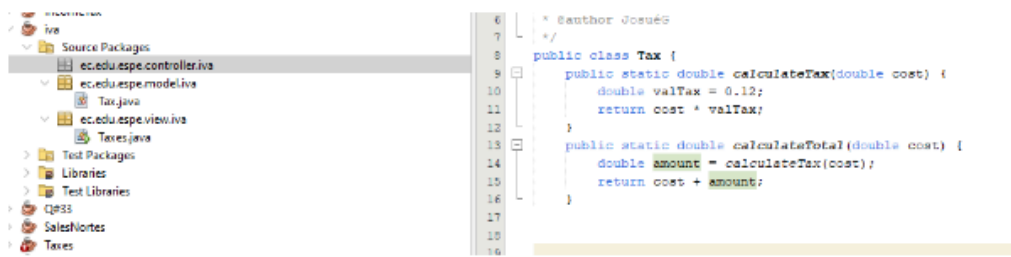 IncomeTax
iva
Source Packages
ec.edu.espe.controller.iva
ec.edu.espe.model.iva
Tax.java
ec.edu.espe.view.iva
Taxes.java
Test Packages
Libraries
Test Libraries
Q#33
SalesNortes
Taxes
6 * @author JosuéG
7 */
8 public class Tax {
9 public static double calculateTax(double cost) {
10 double valTax = 0.12;
11 return cost * valTax;
12 }
13 public static double calculateTotal(double cost) {
14 double amount = calculateTax(cost);
15 return cost + amount;
16 }
17
18
19